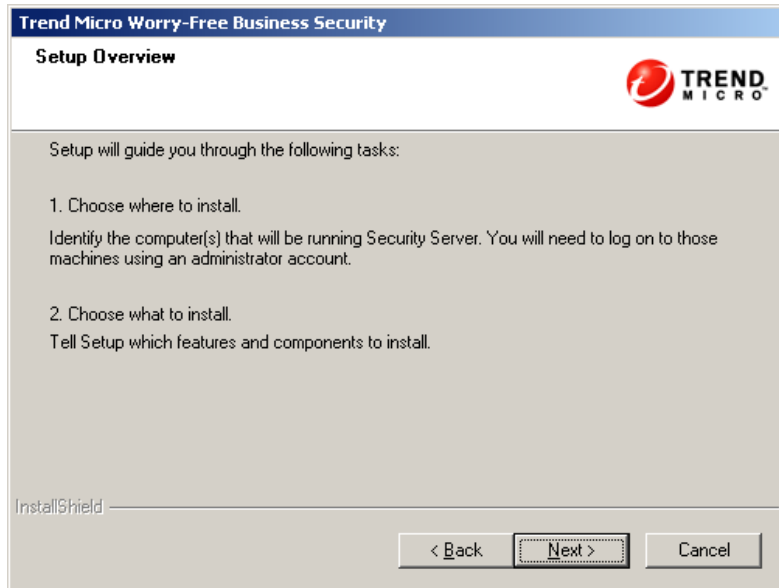 Trend Micro Worry-Free Business Security
Setup Overview
TREND
MICRO™
Setup will guide you through the following tasks:
1. Choose where to install.
Identify the computer(s) that will be running Security Server. You will need to log on to those
machines using an administrator account.
2. Choose what to install.
Tell Setup which features and components to install.
InstallShield
< Back
Next >
Cancel